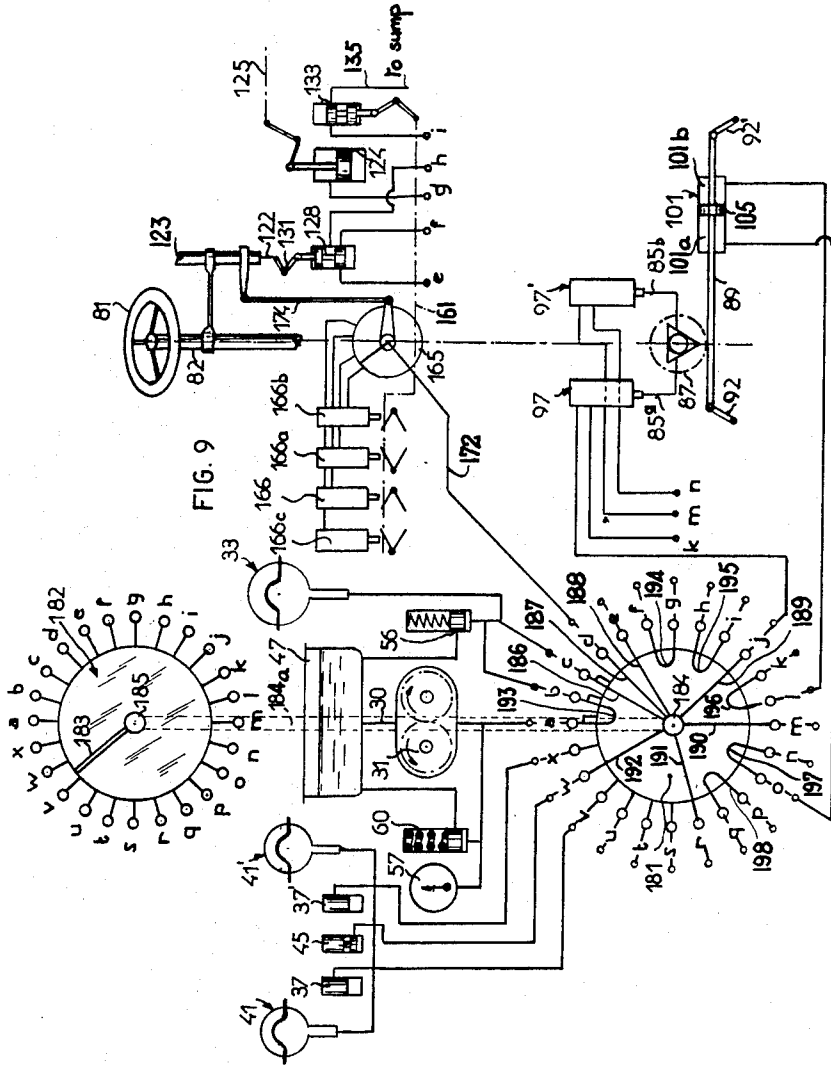 125
135
to sump
133
124
i
h
g
f
e
123
122
131
128
81
82
174
161
165
FIG. 9
166b
166a
166
166c
172
101b
101
101a
105
92'
89
85b
97'
97
85a
87
92
n
m
k
182
183
185
a
b
c
d
e
f
g
h
i
j
k
l
m
n
o
p
q
r
s
t
u
v
w
x
33
47
184a
56
30
31
60
57
41'
37'
45
37
41
193
186
187
188
194
195
189
184
196
190
191
192
197
198
181
a
b
c
d
e
f
g
h
i
j
k
l
m
n
o
p
q
r
s
t
u
v
w
x